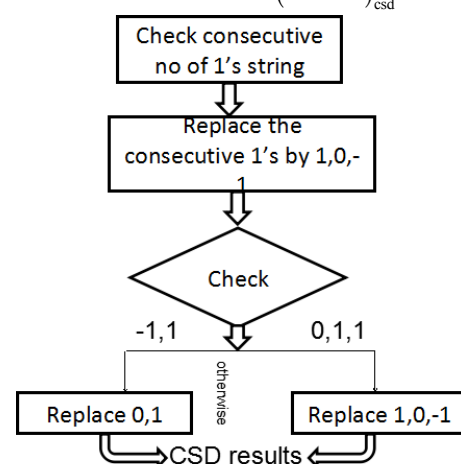 ( )csd
Check consecutive
no of 1's string
Replace the
consecutive 1's by 1,0,-
1
Check
-1,1
0,1,1
otherwise
Replace 0,1
Replace 1,0,-1
CSD results